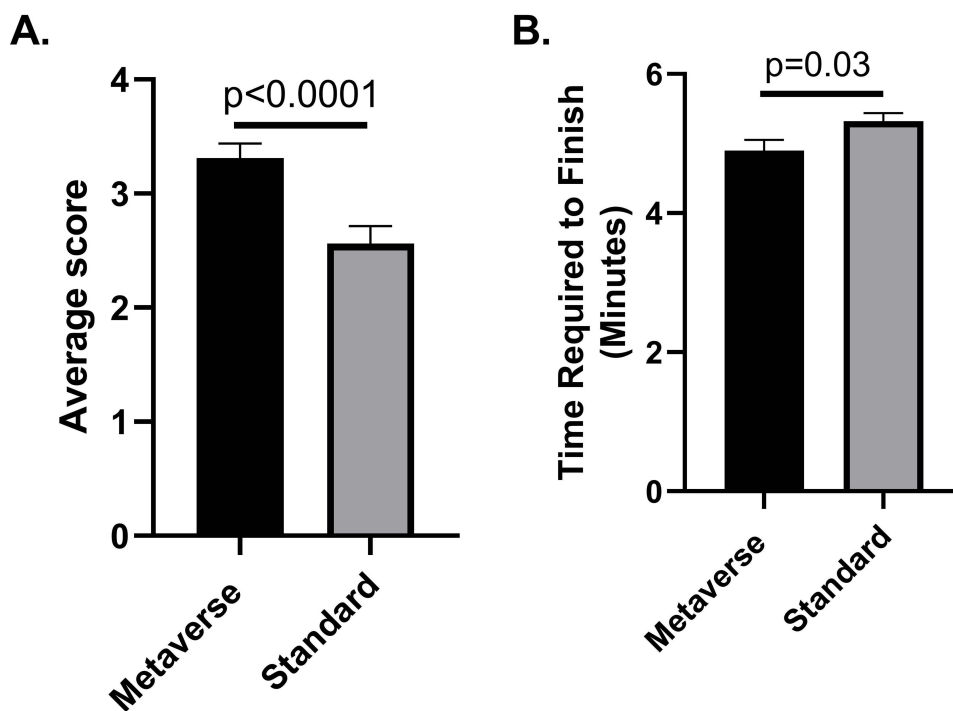 A.
p<0.0001
Average score
4
3
2
1
0
Metaverse
Standard
B.
p=0.03
Time Required to Finish
(Minutes)
6
4
2
0
Metaverse
Standard